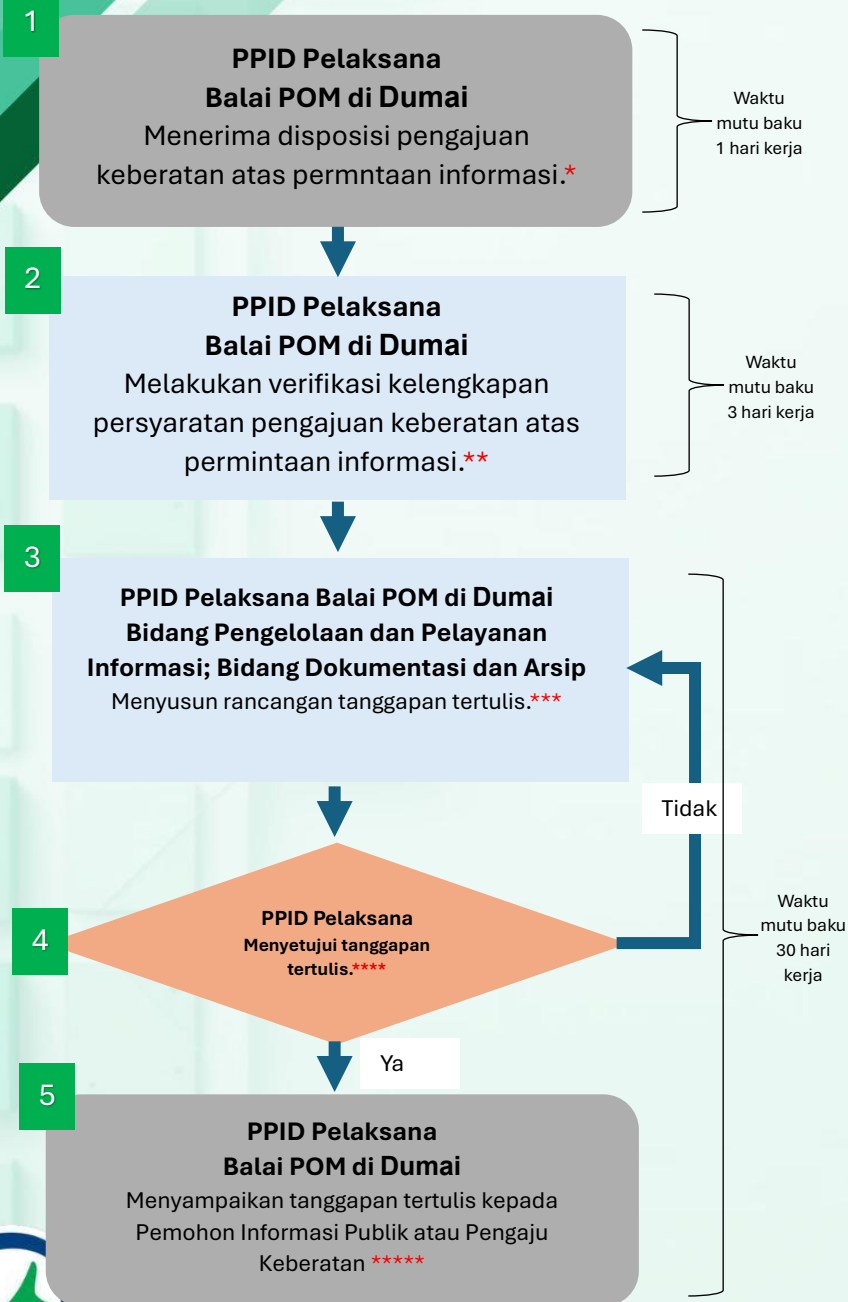 1
PPID Pelaksana
Balai POM di Dumai
Menerima disposisi pengajuan
keberatan atas permntaan informasi.*
Waktu
mutu baku
1 hari kerja
2
PPID Pelaksana
Balai POM di Dumai
Melakukan verifikasi kelengkapan
persyaratan pengajuan keberatan atas
permintaan informasi.**
Waktu
mutu baku
3 hari kerja
3
PPID Pelaksana Balai POM di Dumai
Bidang Pengelolaan dan Pelayanan
Informasi; Bidang Dokumentasi dan Arsip
Menyusun rancangan tanggapan tertulis.***
Tidak
4
PPID Pelaksana
Menyetujui tanggapan
tertulis.****
Waktu
mutu baku
30 hari
kerja
Ya
5
PPID Pelaksana
Balai POM di Dumai
Menyampaikan tanggapan tertulis kepada
Pemohon Informasi Publik atau Pengaju
Keberatan *****